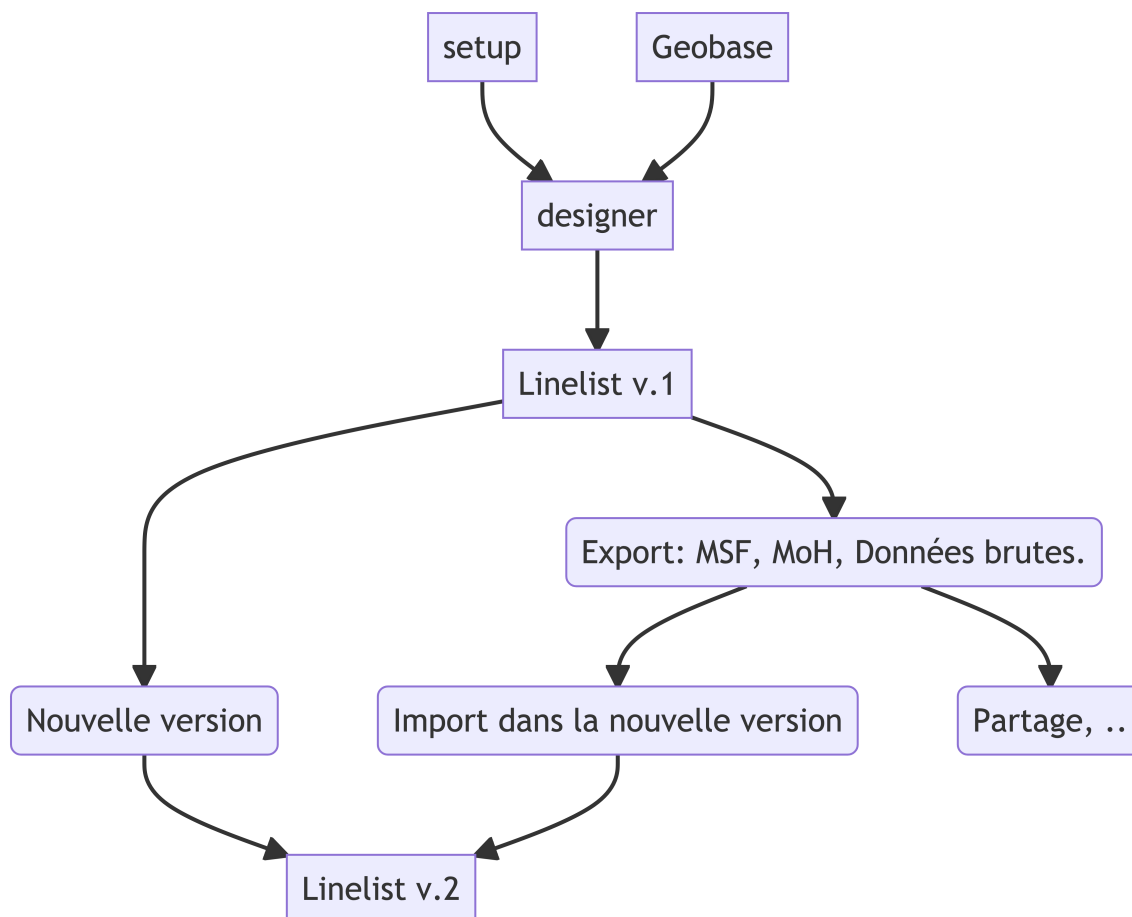 setup
Geobase
designer
Linelist v.1
Export: MSF, MoH, Données brutes.
Nouvelle version
Import dans la nouvelle version
Partage, ..
Linelist v.2